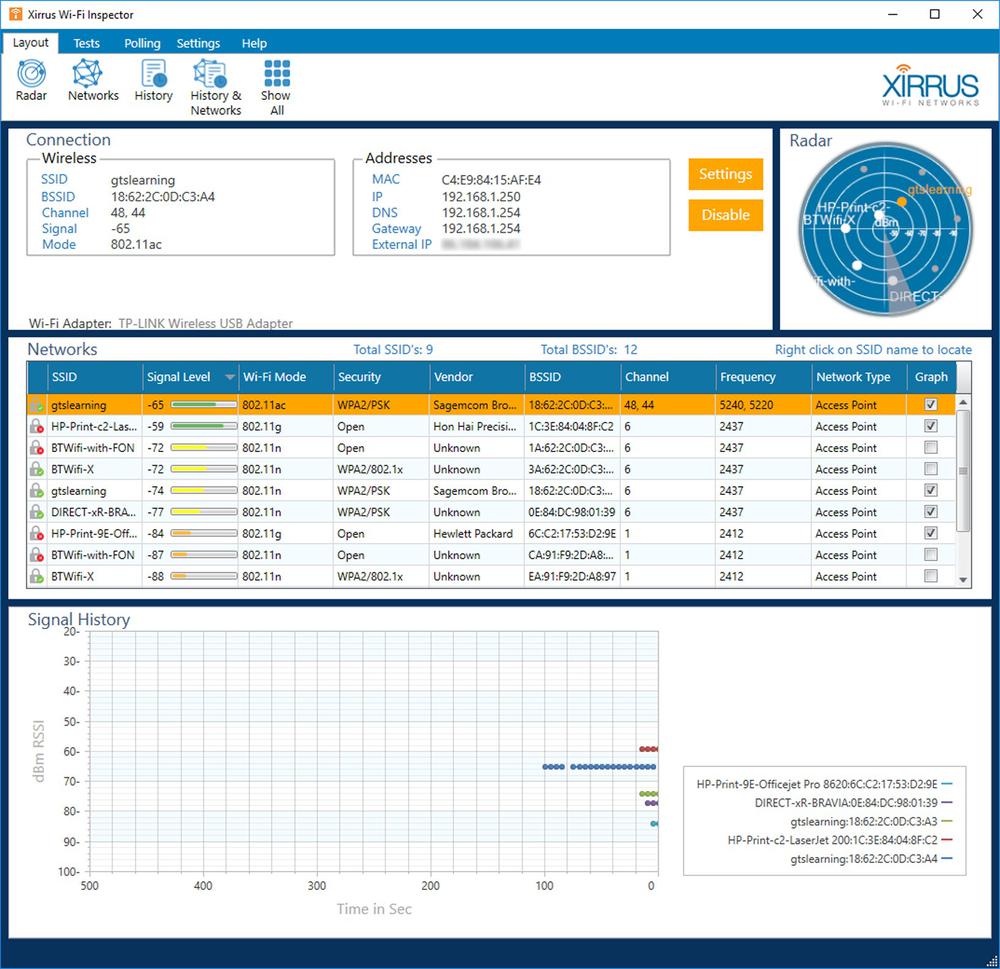 Xirrus Wi-Fi Inspector
Layout Tests Polling Settings Help
Radar Networks History History & Networks Show All
XIRRUS
WI-FI NETWORKS
Connection
Wireless
SSID gtslearning
BSSID 18:62:2C:0D:C3:A4
Channel 48, 44
Signal -65
Mode 802.11ac
Addresses
MAC C4:E9:84:15:AF:E4
IP 192.168.1.250
DNS 192.168.1.254
Gateway 192.168.1.254
External IP
Settings
Disable
Wi-Fi Adapter: TP-LINK Wireless USB Adapter
Radar
gtslearning
HP-Print-c2-
BTWifi-X
dBm
ifi-with-
DIRECT-
Networks Total SSID's: 9 Total BSSID's: 12 Right click on SSID name to locate
SSID Signal Level Wi-Fi Mode Security Vendor BSSID Channel Frequency Network Type Graph
gtslearning -65 802.11ac WPA2/PSK Sagemcom Bro... 18:62:2C:0D:C3:... 48, 44 5240, 5220 Access Point
HP-Print-c2-Las... -59 802.11g Open Hon Hai Precisi... 1C:3E:84:04:8F:C2 6 2437 Access Point
BTWifi-with-FON -72 802.11n Open Unknown 1A:62:2C:0D:C3:... 6 2437 Access Point
BTWifi-X -72 802.11n WPA2/802.1x Unknown 3A:62:2C:0D:C3:... 6 2437 Access Point
gtslearning -74 802.11n WPA2/PSK Sagemcom Bro... 18:62:2C:0D:C3:... 6 2437 Access Point
DIRECT-xR-BRA... -77 802.11n WPA2/PSK Unknown 0E:84:DC:98:01:39 6 2437 Access Point
HP-Print-9E-Off... -84 802.11g Open Hewlett Packard 6C:C2:17:53:D2:9E 1 2412 Access Point
BTWifi-with-FON -87 802.11n Open Unknown CA:91:F9:2D:A8:... 1 2412 Access Point
BTWifi-X -88 802.11n WPA2/802.1x Unknown EA:91:F9:2D:A8:97 1 2412 Access Point
Signal History
20-
30-
40-
50-
60-
70-
80-
90-
100-
dBm RSSI
500 400 300 200 100 0
Time in Sec
HP-Print-9E-Officejet Pro 8620:6C:C2:17:53:D2:9E
DIRECT-xR-BRAVIA:0E:84:DC:98:01:39
gtslearning:18:62:2C:0D:C3:A3
HP-Print-c2-LaserJet 200:1C:3E:84:04:8F:C2
gtslearning:18:62:2C:0D:C3:A4